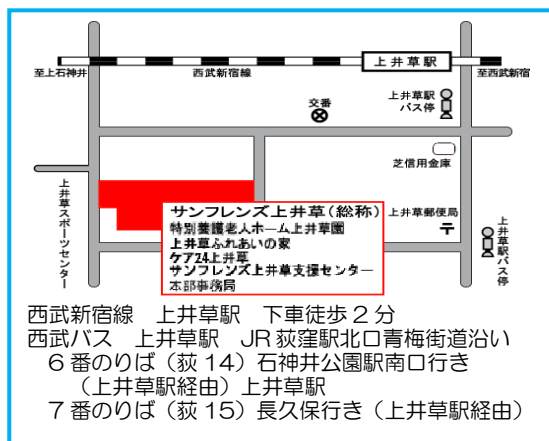 上井草駅
至上石神井
西武新宿線
至西武新宿
交番
上井草駅
バス停
芝信用金庫
上井草スポーツセンター
サンフレンズ上井草（総称）
特別養護老人ホーム上井草園
上井草ふれあいの家
ケア24上井草
サンフレンズ上井草支援センター
本部事務局
上井草郵便局
〒
上井草駅バス停
西武新宿線　上井草駅　下車徒歩２分
西武バス　上井草駅　JR荻窪駅北口青梅街道沿い
６番のりば（荻14）石神井公園駅南口行き
（上井草駅経由）上井草駅
７番のりば（荻15）長久保行き（上井草駅経由）